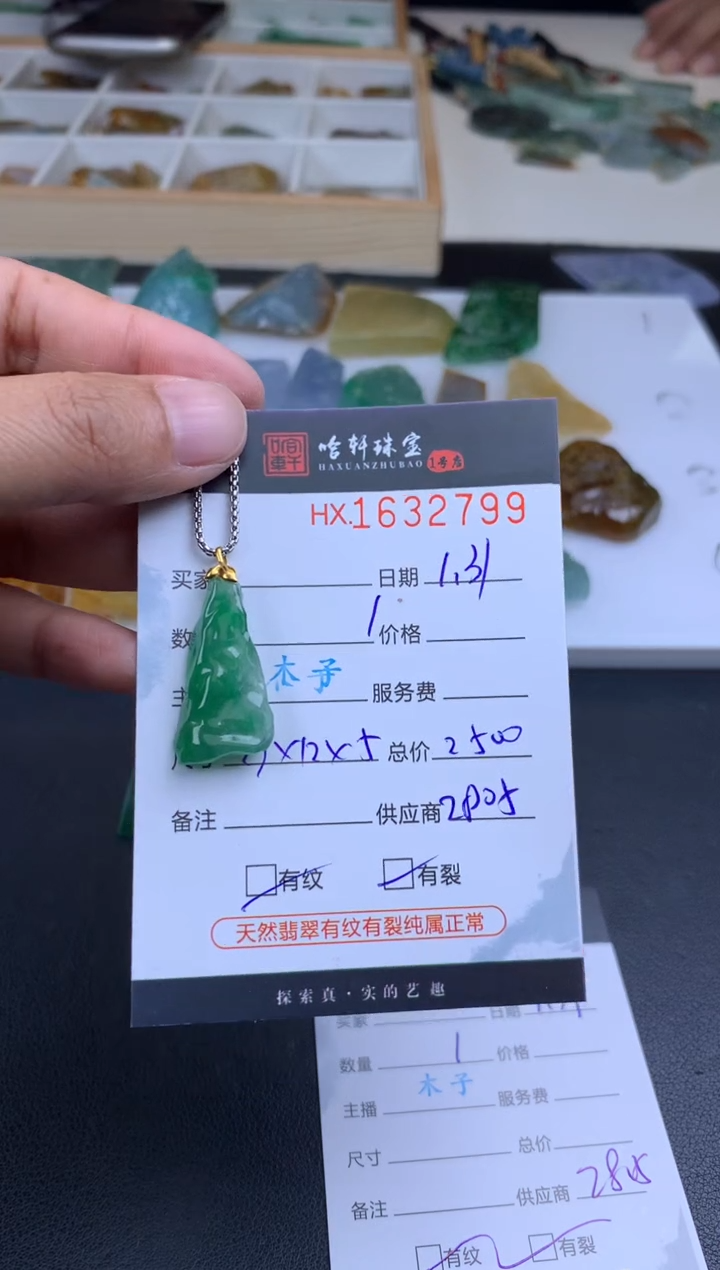 哈轩珠宝
HAXUANZHUBAO 1号店
HX.1632799
买家 日期 1.31
数 1 价格
主 木子 服务费
×12×5 总价 2500
备注 供应商 2805
有纹 有裂
天然翡翠有纹有裂纯属正常
探索真·实的艺趣
买家 日期
数量 1 价格
主播 木子 服务费
尺寸 总价
备注 供应商 2805
有纹 有裂